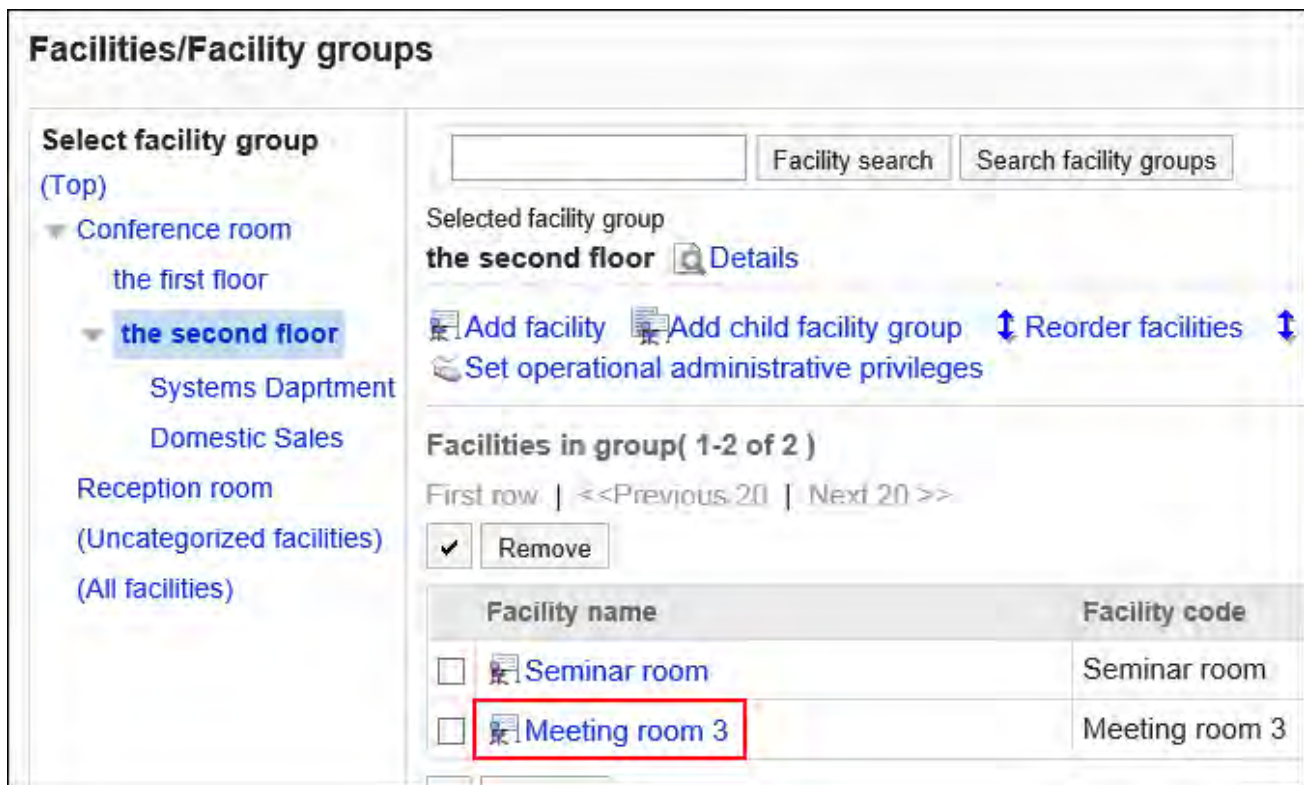 Facilities/Facility groups
Select facility group
(Top)
Conference room
the first floor
the second floor
Systems Daprtment
Domestic Sales
Reception room
(Uncategorized facilities)
(All facilities)
Facility search Search facility groups
Selected facility group
the second floor Details
Add facility Add child facility group Reorder facilities
Set operational administrative privileges
Facilities in group( 1-2 of 2 )
First row | <<Previous 20 | Next 20 >>
Remove
Facility name Facility code
Seminar room Seminar room
Meeting room 3 Meeting room 3